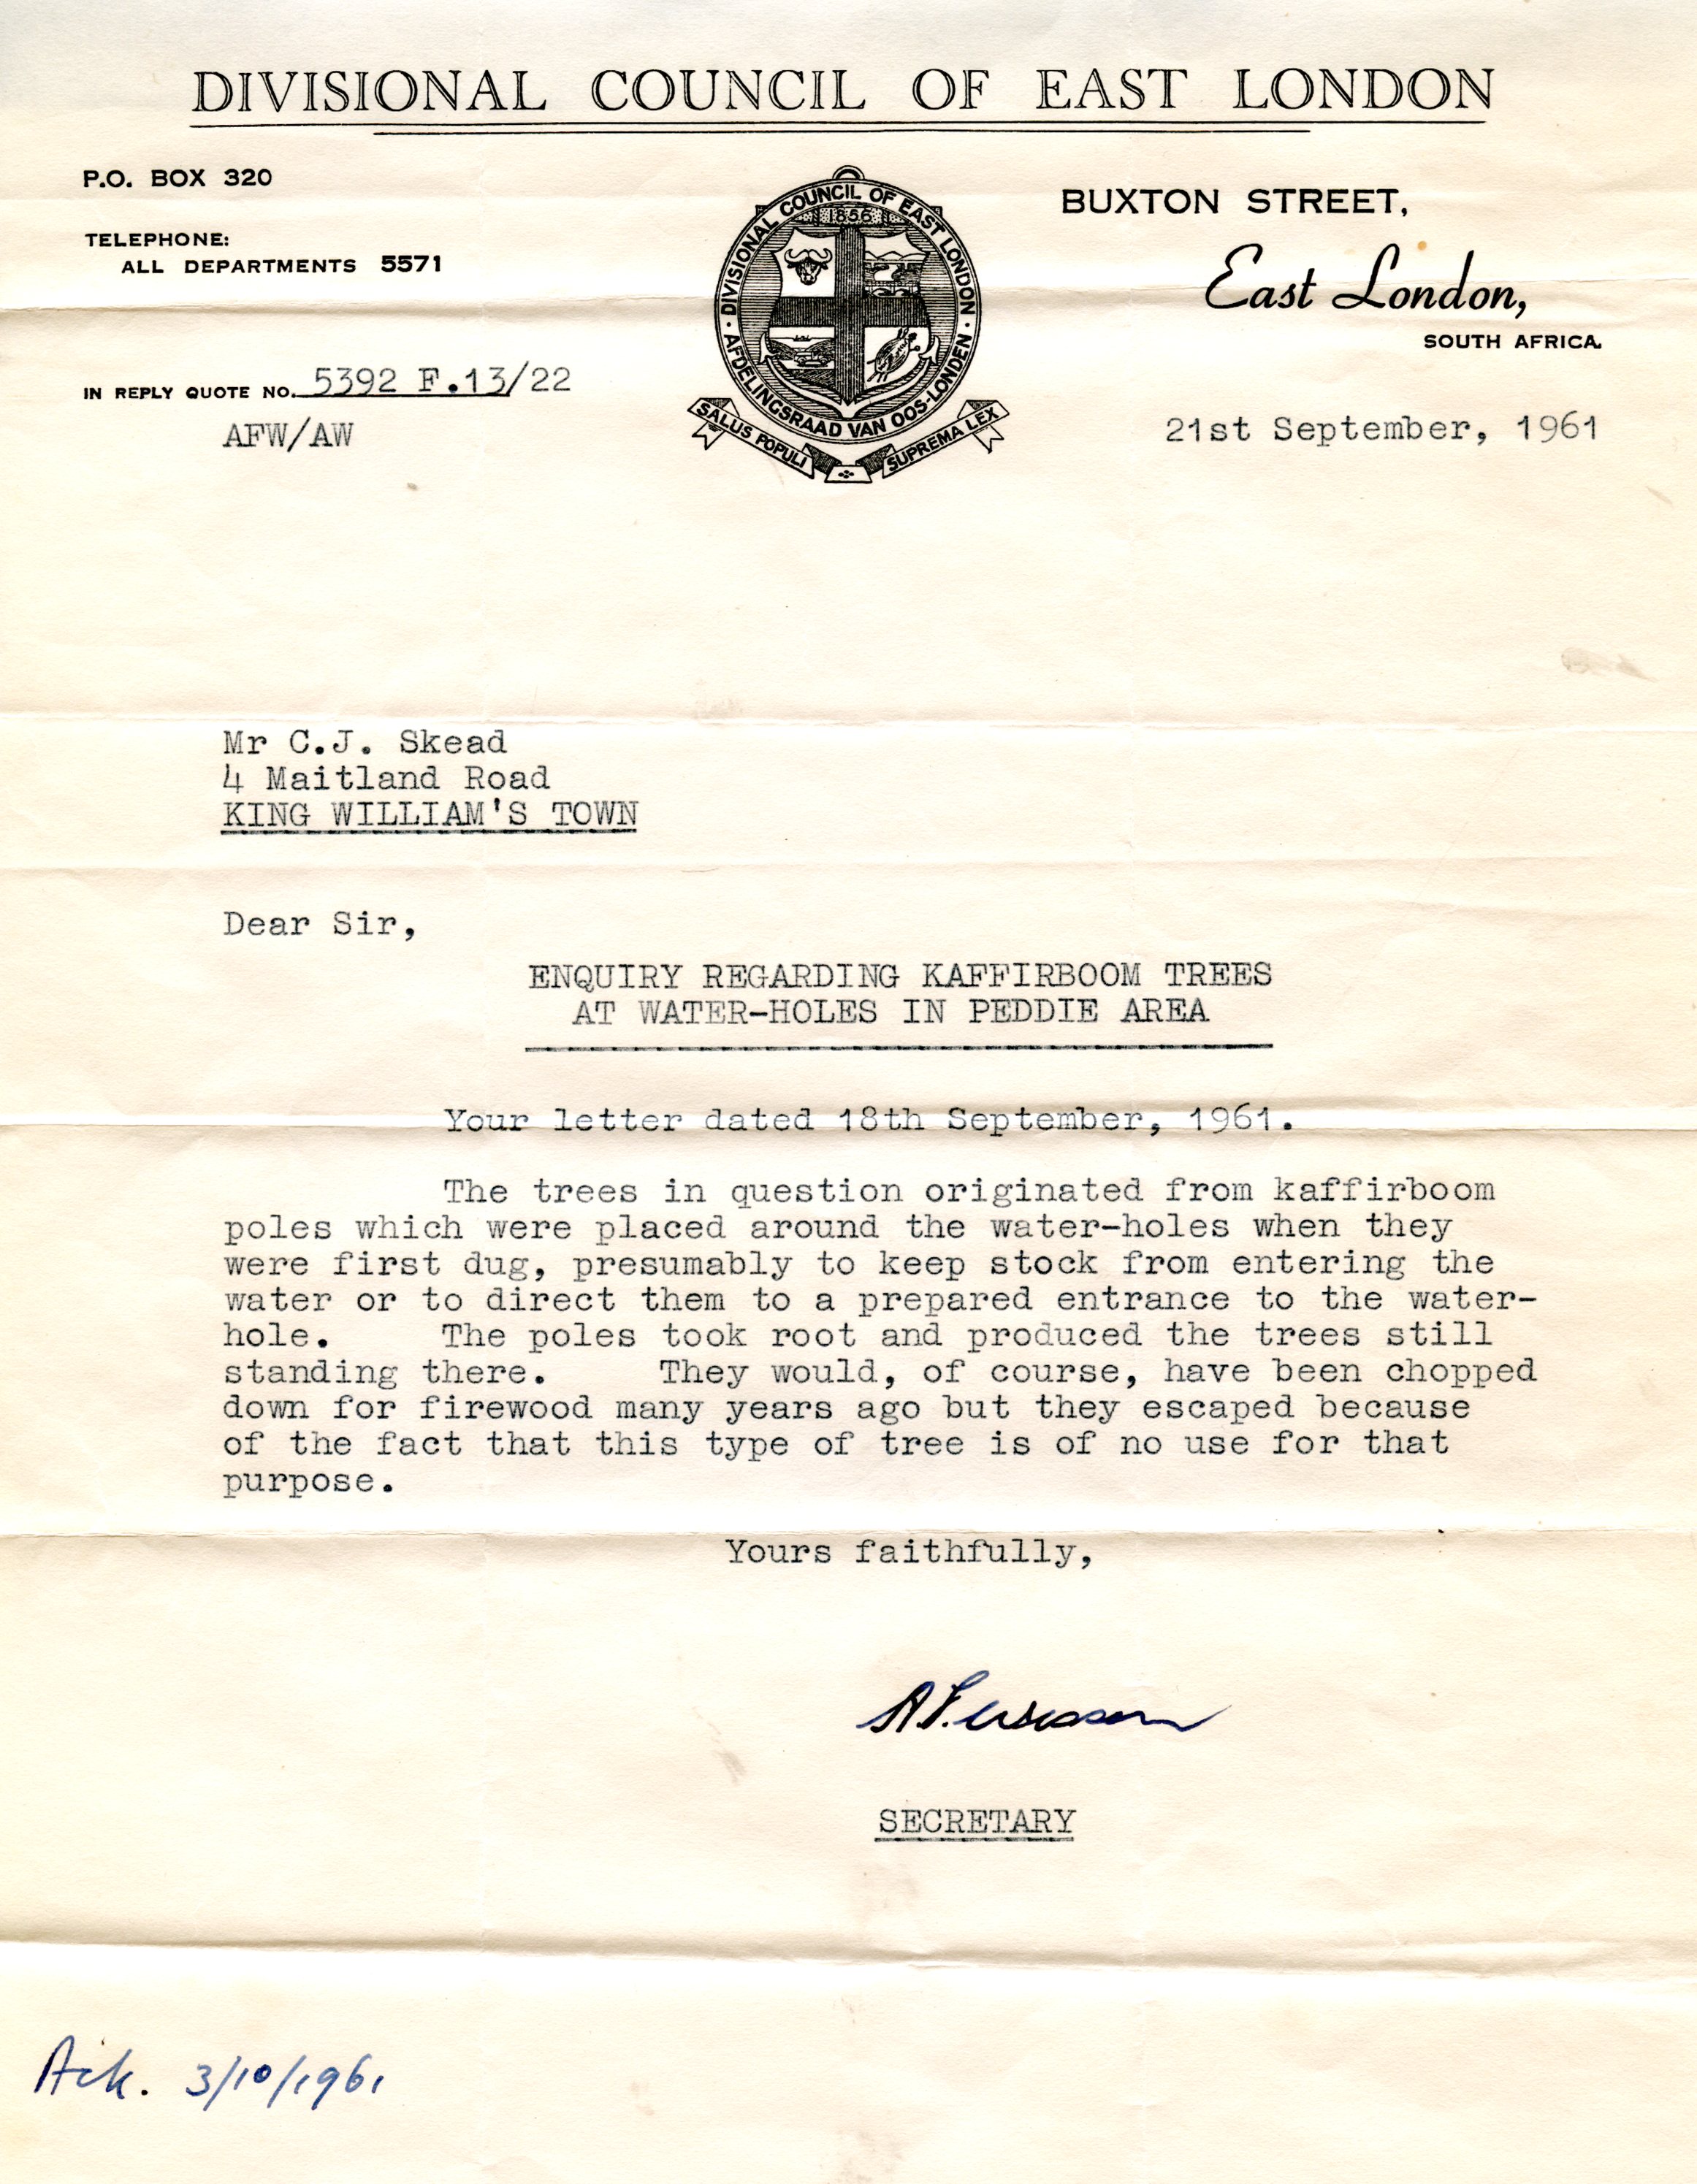 DIVISIONAL COUNCIL OF EAST LONDON
P.O. BOX 320
TELEPHONE:
ALL DEPARTMENTS 5571
IN REPLY QUOTE NO. 5392 F.13/22
AFW/AW
DIVISIONAL COUNCIL OF EAST LONDON
1856
AFDELINGSRAAD VAN OOS-LONDEN
SALUS POPULI SUPREMA LEX
BUXTON STREET,
East London,
SOUTH AFRICA.
21st September, 1961
Mr C.J. Skead
4 Maitland Road
KING WILLIAM'S TOWN
Dear Sir,
ENQUIRY REGARDING KAFFIRBOOM TREES
AT WATER-HOLES IN PEDDIE AREA
Your letter dated 18th September, 1961.
The trees in question originated from kaffirboom
poles which were placed around the water-holes when they
were first dug, presumably to keep stock from entering the
water or to direct them to a prepared entrance to the water-
hole. The poles took root and produced the trees still
standing there. They would, of course, have been chopped
down for firewood many years ago but they escaped because
of the fact that this type of tree is of no use for that
purpose.
Yours faithfully,
SECRETARY
Ack. 3/10/1961